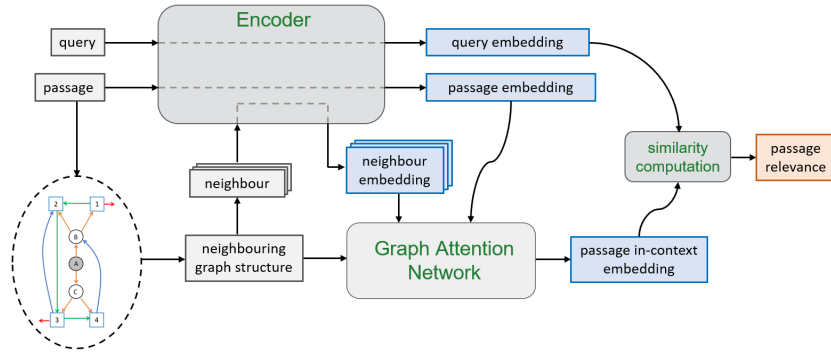 Encoder
query
query embedding
passage
passage embedding
similarity
computation
passage
relevance
neighbour
neighbour
embedding
2
1
B
A
C
3
4
neighbouring
graph structure
Graph Attention
Network
passage in-context
embedding